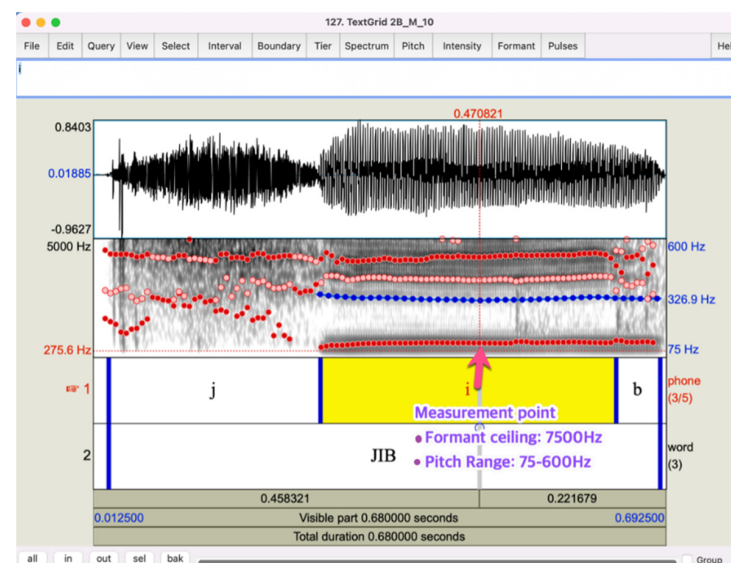 127. TextGrid 2B_M_10
File Edit Query View Select Interval Boundary Tier Spectrum Pitch Intensity Formant Pulses Hel
i
0.470821
0.8403
0.01885
-0.9627
5000 Hz
600 Hz
326.9 Hz
275.6 Hz
75 Hz
1
j
i
b
phone
(3/5)
Measurement point
Formant ceiling: 7500Hz
Pitch Range: 75-600Hz
2
JIB
word
(3)
0.458321
0.221679
0.012500
Visible part 0.680000 seconds
0.692500
Total duration 0.680000 seconds
all in out sel bak
Group